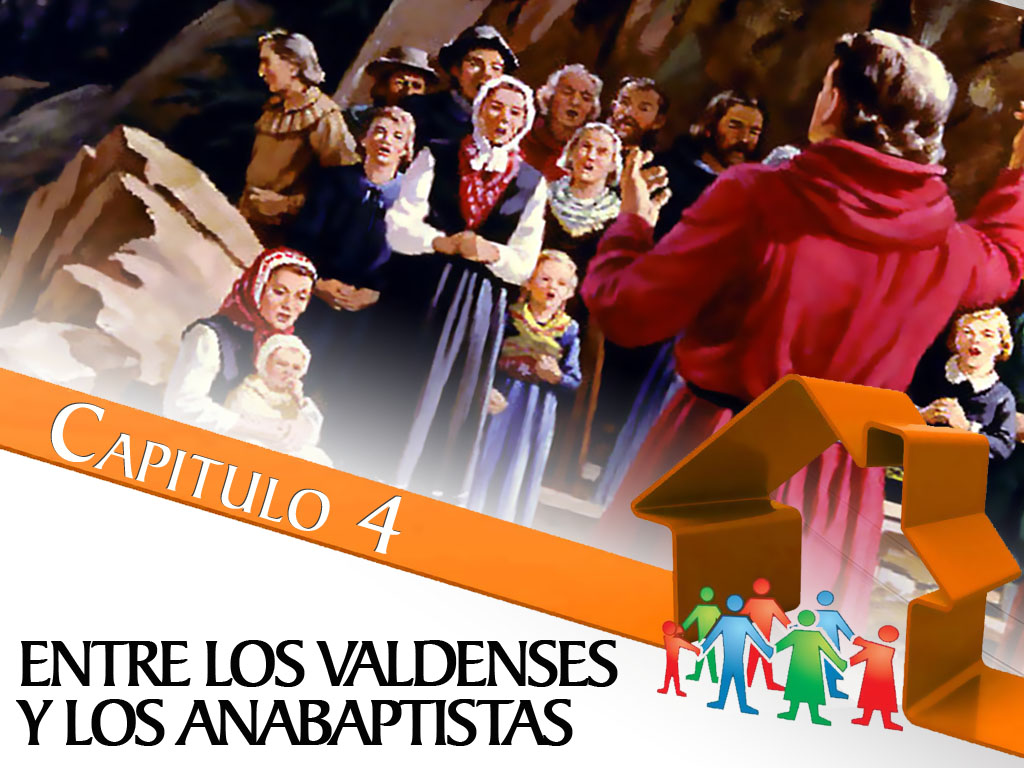 CAPITULO 4
ENTRE LOS VALDENSES
Y LOS ANABAPTISTAS